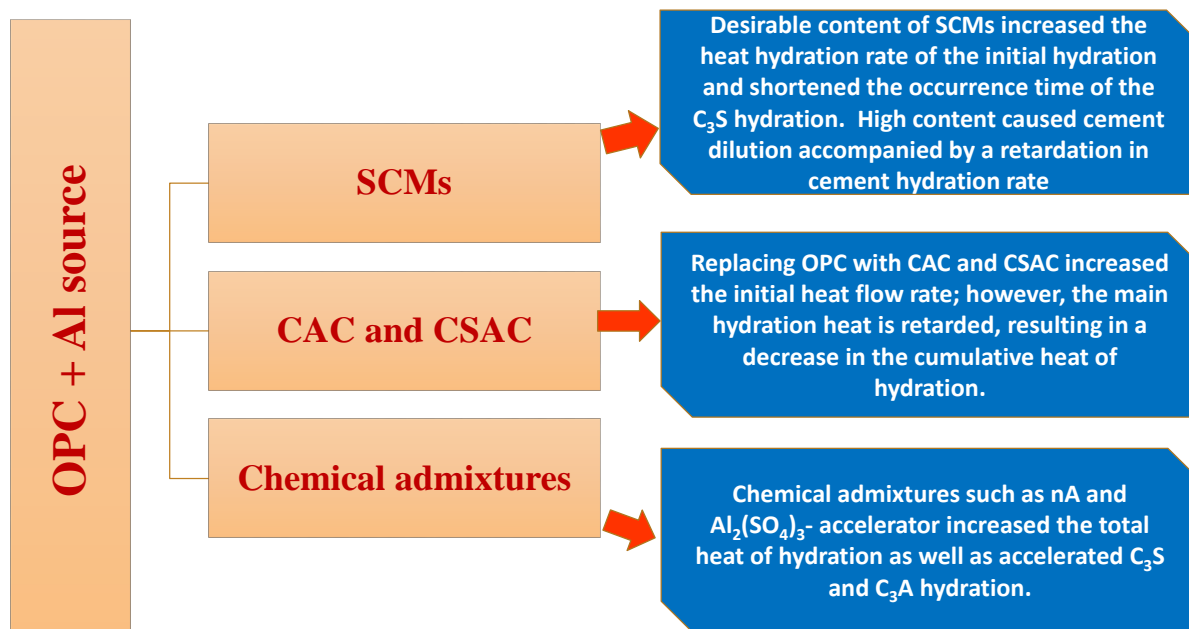 OPC + Al source
SCMs
Desirable content of SCMs increased the
heat hydration rate of the initial hydration
and shortened the occurrence time of the
C₃S hydration.  High content caused cement
dilution accompanied by a retardation in
cement hydration rate
CAC and CSAC
Replacing OPC with CAC and CSAC increased
the initial heat flow rate; however, the main
hydration heat is retarded, resulting in a
decrease in the cumulative heat of
hydration.
Chemical admixtures
Chemical admixtures such as nA and
Al₂(SO₄)₃- accelerator increased the total
heat of hydration as well as accelerated C₃S
and C₃A hydration.